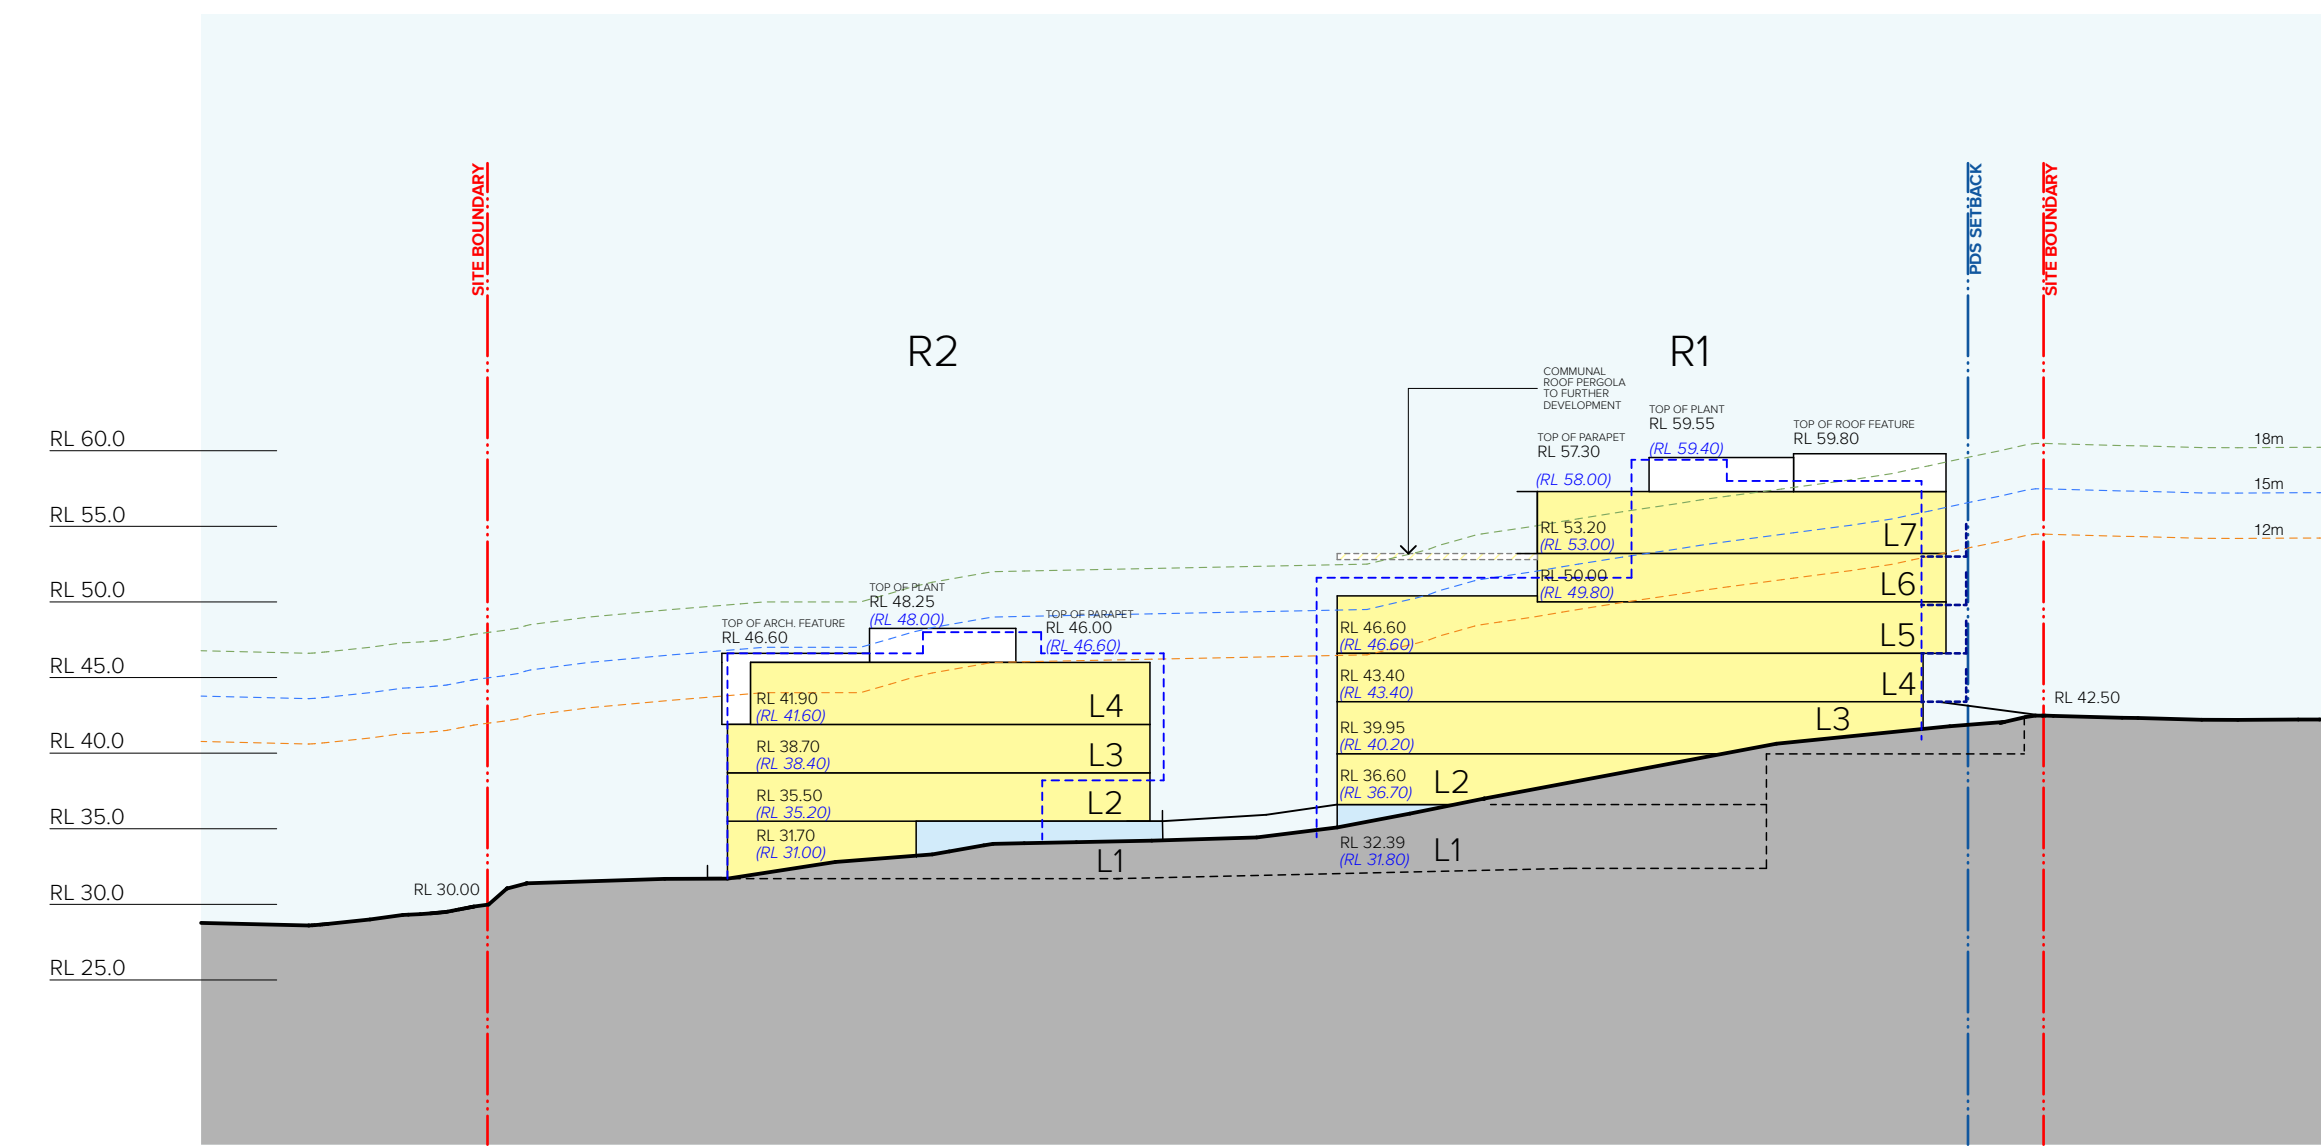 SITE BOUNDARY
PDS SETBACK
SITE BOUNDARY
R2
R1
COMMUNAL
ROOF PERGOLA
TO FURTHER
DEVELOPMENT
TOP OF PLANT
RL 59.55
(RL 59.40)
TOP OF ROOF FEATURE
RL 59.80
TOP OF PARAPET
RL 57.30
(RL 58.00)
RL 60.0
RL 55.0
RL 50.0
RL 45.0
RL 40.0
RL 35.0
RL 30.0
RL 25.0
18m
15m
12m
TOP OF PLANT
RL 48.25
(RL 48.00)
TOP OF ARCH. FEATURE
RL 46.60
TOP OF PARAPET
RL 46.00
(RL 46.60)
RL 41.90
(RL 41.60)
L4
RL 38.70
(RL 38.40)
L3
RL 35.50
(RL 35.20)
L2
RL 31.70
(RL 31.00)
L1
RL 30.00
RL 53.20
(RL 53.00)
L7
RL 50.00
(RL 49.80)
L6
RL 46.60
(RL 46.60)
L5
RL 43.40
(RL 43.40)
L4
RL 39.95
(RL 40.20)
L3
RL 36.60
(RL 36.70)
L2
RL 32.39
(RL 31.80)
L1
RL 42.50